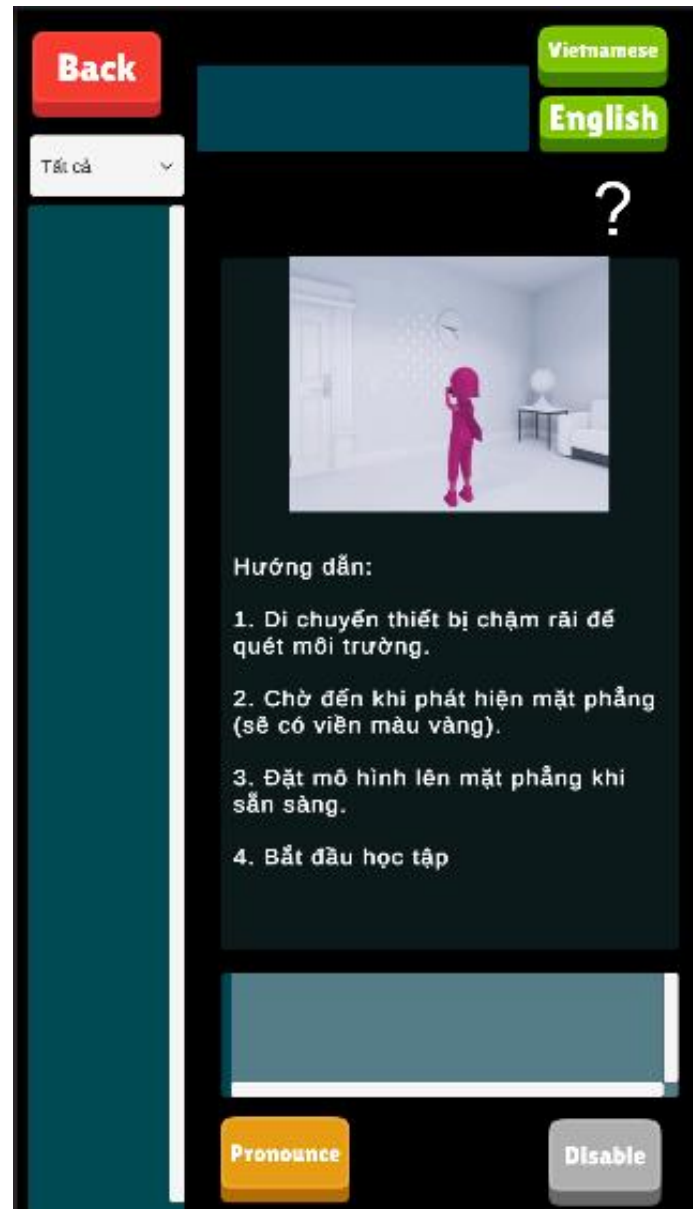 Back
Vietnamese
English
Tất cả
?
Hướng dẫn:
1. Di chuyển thiết bị chậm rãi để
quét môi trường.
2. Chờ đến khi phát hiện mặt phẳng
(sẽ có viền màu vàng).
3. Đặt mô hình lên mặt phẳng khi
sẵn sàng.
4. Bắt đầu học tập
Pronounce
Disable